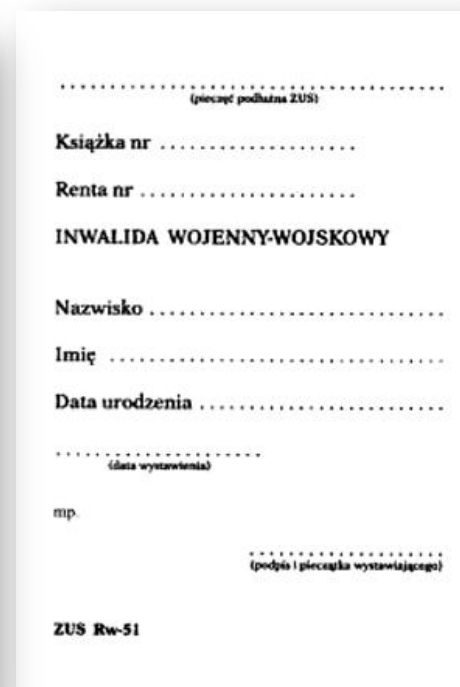 ........................................
(pieczęć podłużna ZUS)
Książka nr ....................
Renta nr ......................
INWALIDA WOJENNY-WOJSKOWY
Nazwisko ..............................
Imię ..................................
Data urodzenia .........................
.....................
(data wystawienia)
mp.
....................
(podpis i pieczątka wystawiającego)
ZUS Rw-51